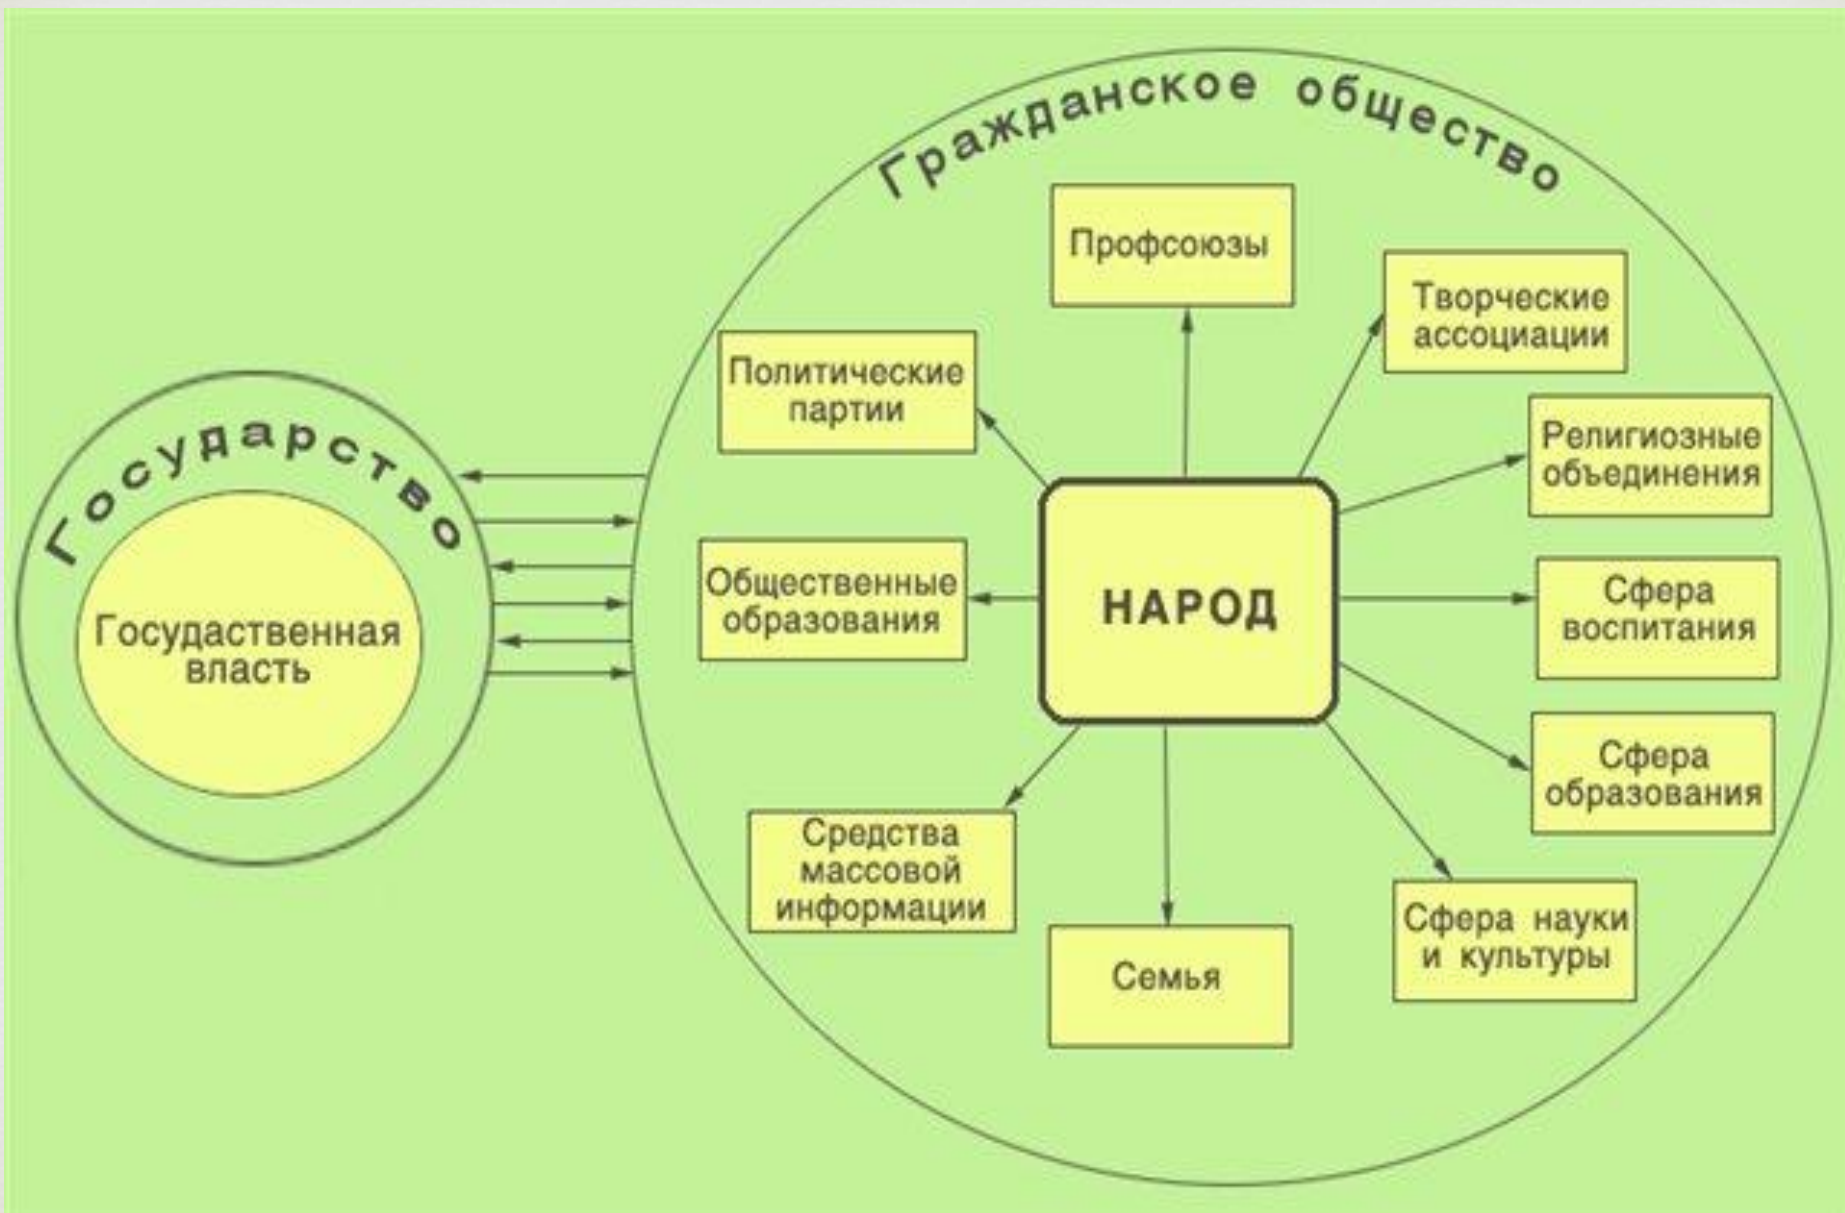 Гражданское общество
Профсоюзы
Творческие
ассоциации
Политические
партии
Религиозные
объединения
Государство
Государственная
власть
Общественные
образования
НАРОД
Сфера
воспитания
Сфера
образования
Средства
массовой
информации
Семья
Сфера науки
и культуры